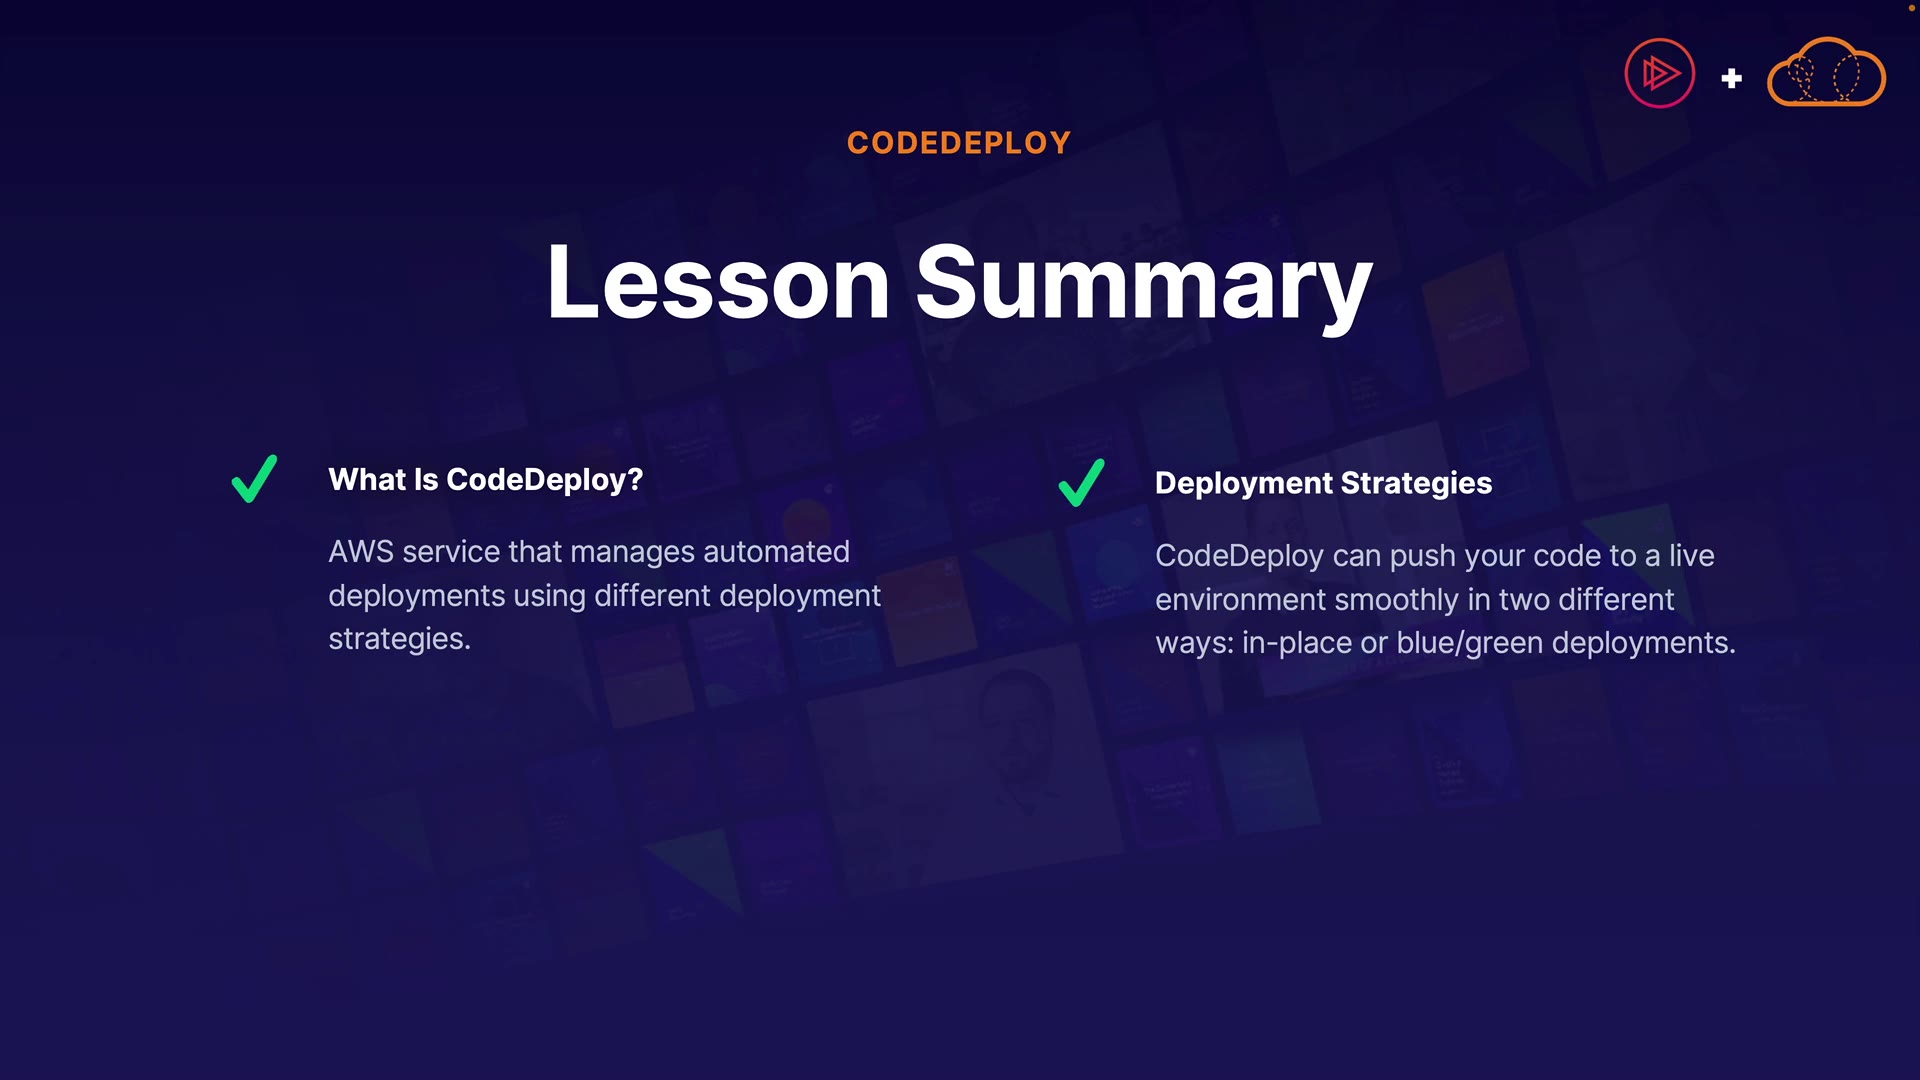 CODEDEPLOY
Lesson Summary
What Is CodeDeploy?
AWS service that manages automated
deployments using different deployment
strategies.
Deployment Strategies
CodeDeploy can push your code to a live
environment smoothly in two different
ways: in-place or blue/green deployments.